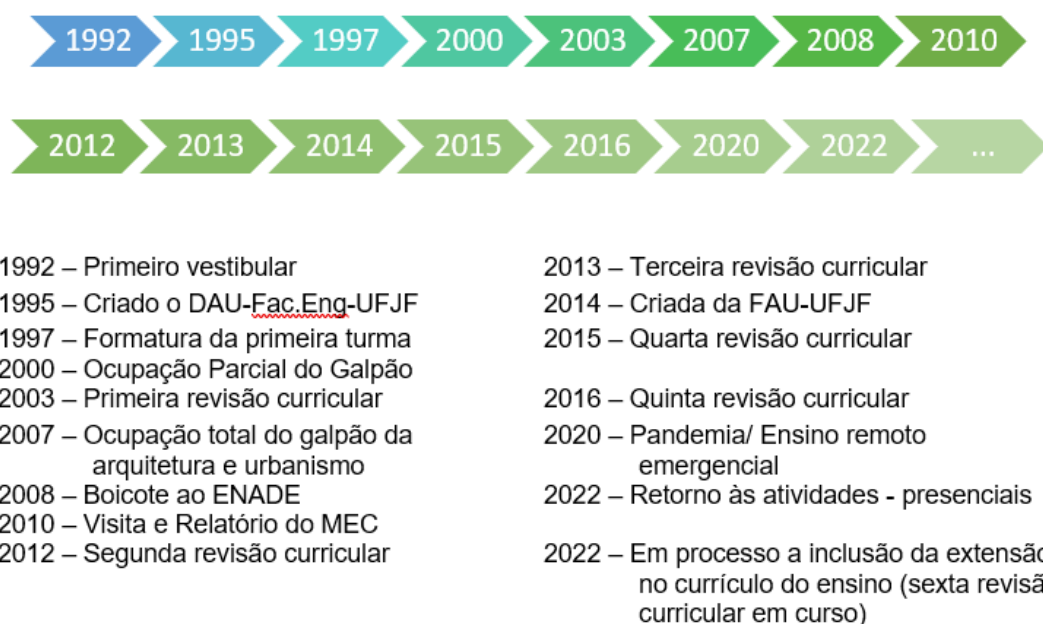 1992 1995 1997 2000 2003 2007 2008 2010
2012 2013 2014 2015 2016 2020 2022 ...
1992 – Primeiro vestibular
1995 – Criado o DAU-Fac.Eng-UFJF
1997 – Formatura da primeira turma
2000 – Ocupação Parcial do Galpão
2003 – Primeira revisão curricular
2007 – Ocupação total do galpão da
arquitetura e urbanismo
2008 – Boicote ao ENADE
2010 – Visita e Relatório do MEC
2012 – Segunda revisão curricular
2013 – Terceira revisão curricular
2014 – Criada da FAU-UFJF
2015 – Quarta revisão curricular
2016 – Quinta revisão curricular
2020 – Pandemia/ Ensino remoto
emergencial
2022 – Retorno às atividades - presenciais
2022 – Em processo a inclusão da extensão
no currículo do ensino (sexta revisã
curricular em curso)